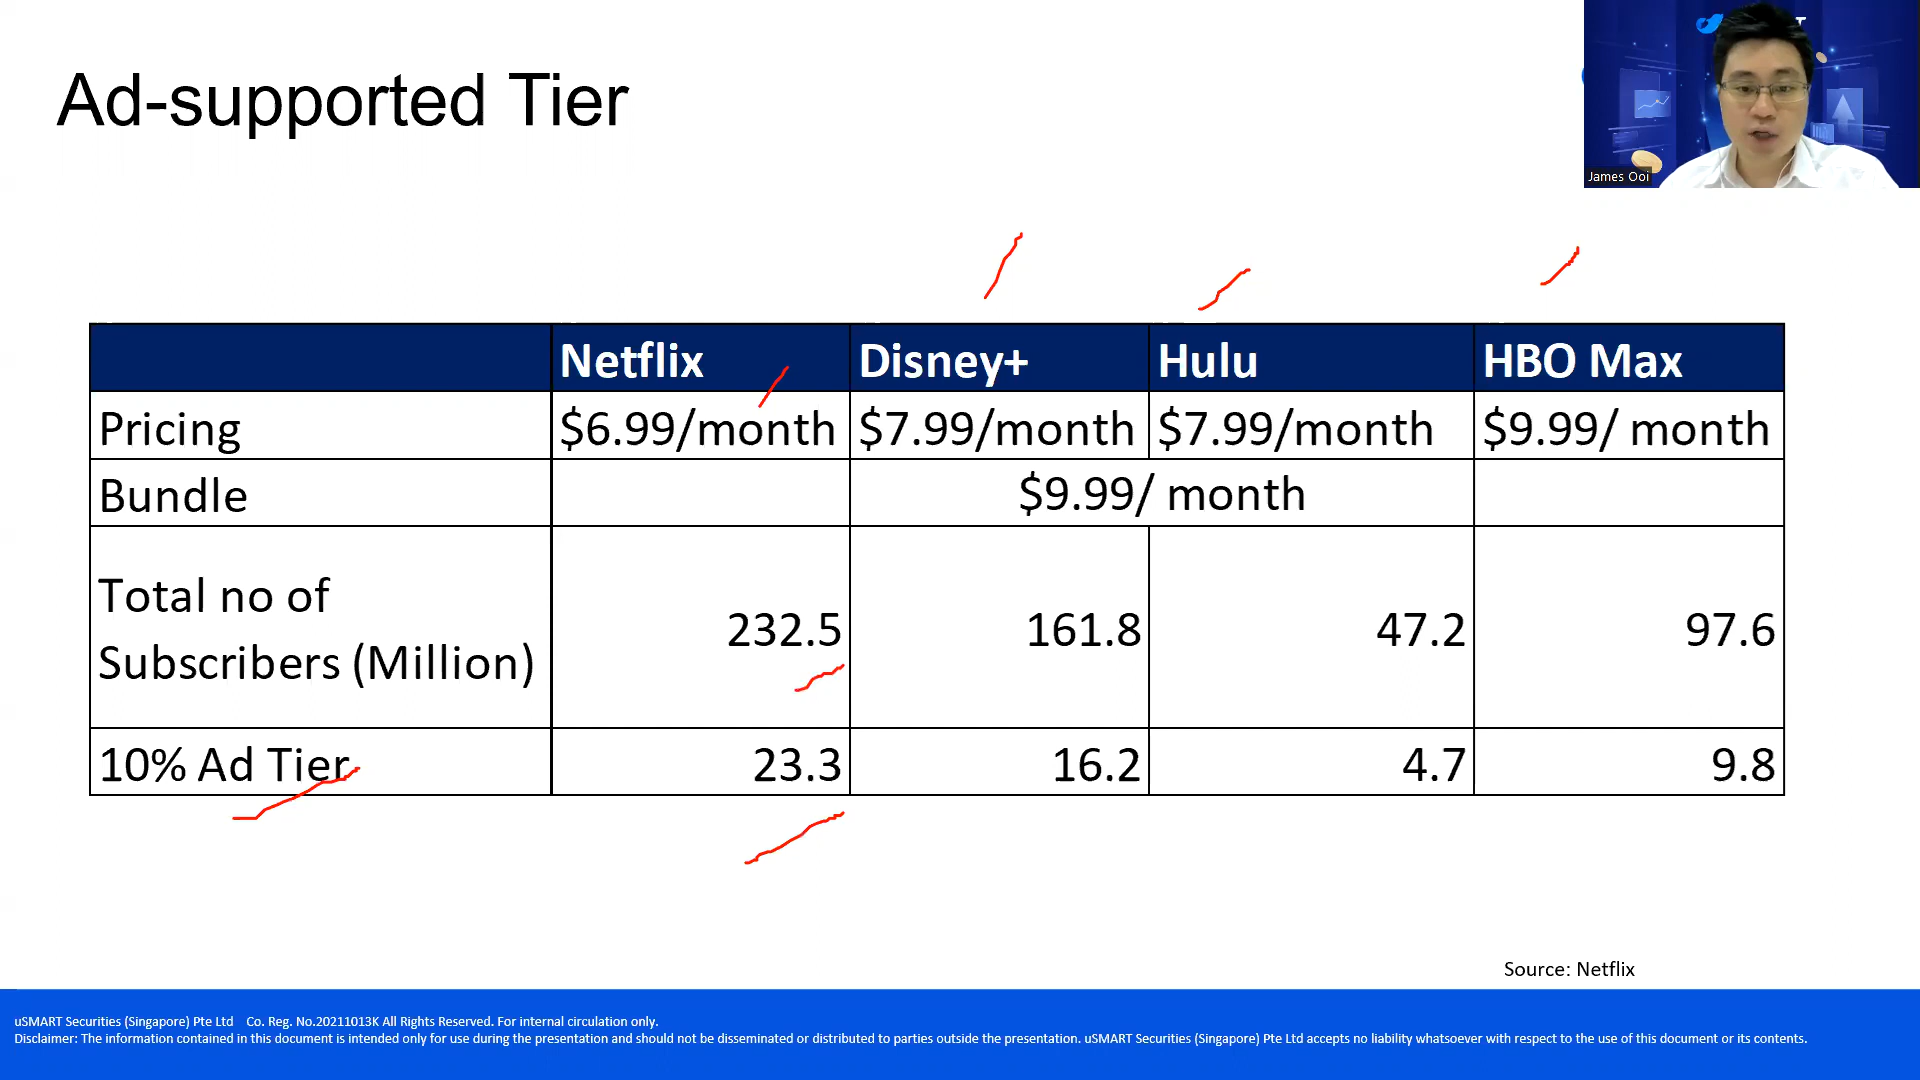 Ad-supported Tier
T
James Ooi
Netflix Disney+ Hulu HBO Max
Pricing $6.99/month $7.99/month $7.99/month $9.99/ month
Bundle $9.99/ month
Total no of
Subscribers (Million) 232.5 161.8 47.2 97.6
10% Ad Tier 23.3 16.2 4.7 9.8
Source: Netflix
uSMART Securities (Singapore) Pte Ltd Co. Reg. No.20211013K All Rights Reserved. For internal circulation only.
Disclaimer: The information contained in this document is intended only for use during the presentation and should not be disseminated or distributed to parties outside the presentation. uSMART Securities (Singapore) Pte Ltd accepts no liability whatsoever with respect to the use of this document or its contents.